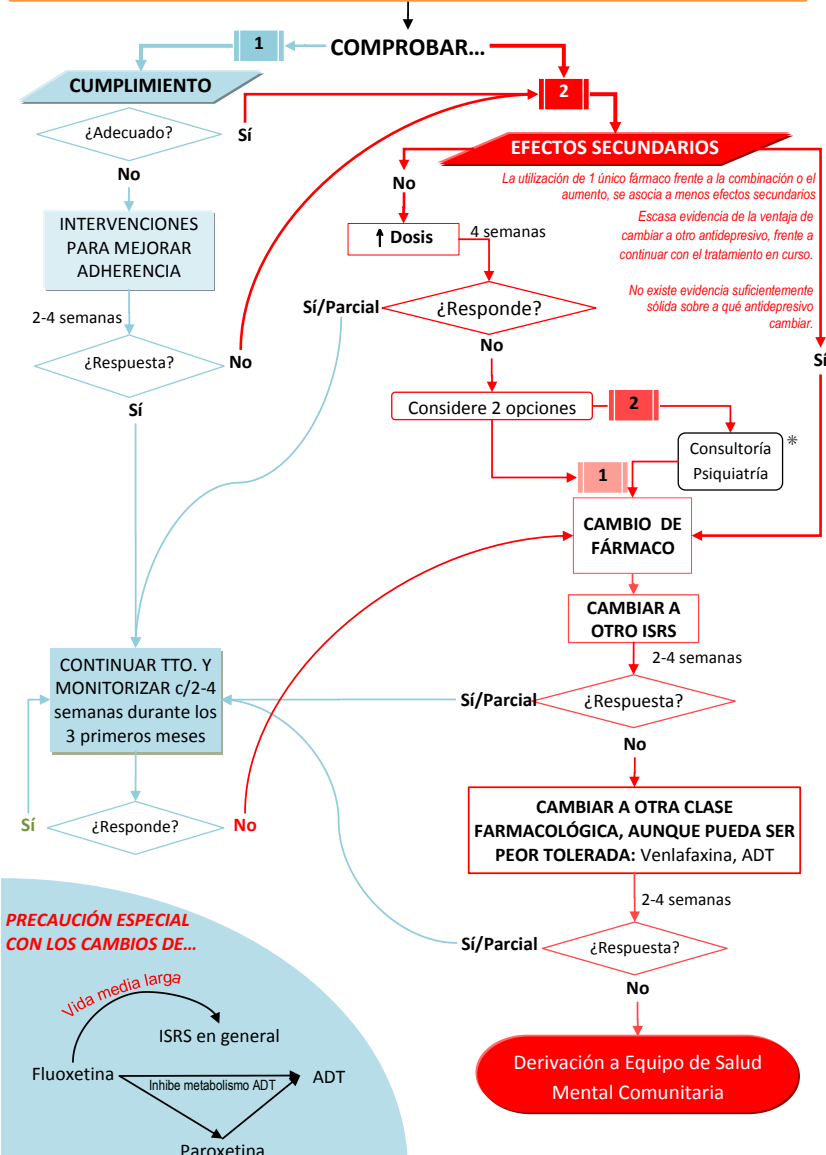 1
COMPROBAR...
CUMPLIMIENTO
2
¿Adecuado?
Sí
No
EFECTOS SECUNDARIOS
La utilización de 1 único fármaco frente a la combinación o el
aumento, se asocia a menos efectos secundarios
Escasa evidencia de la ventaja de
cambiar a otro antidepresivo, frente a
continuar con el tratamiento en curso.
No existe evidencia suficientemente
sólida sobre a qué antidepresivo
cambiar.
Sí
INTERVENCIONES
PARA MEJORAR
ADHERENCIA
2-4 semanas
¿Respuesta?
No
Sí
No
↑ Dosis
4 semanas
Sí/Parcial
¿Responde?
No
Considere 2 opciones
2
Consultoría
Psiquiatría
*
1
CAMBIO DE
FÁRMACO
CAMBIAR A
OTRO ISRS
2-4 semanas
Sí/Parcial
¿Respuesta?
No
CONTINUAR TTO. Y
MONITORIZAR c/2-4
semanas durante los
3 primeros meses
Sí
¿Responde?
No
CAMBIAR A OTRA CLASE
FARMACOLÓGICA, AUNQUE PUEDA SER
PEOR TOLERADA: Venlafaxina, ADT
2-4 semanas
Sí/Parcial
¿Respuesta?
No
Derivación a Equipo de Salud
Mental Comunitaria
PRECAUCIÓN ESPECIAL
CON LOS CAMBIOS DE...
Vida media larga
ISRS en general
Fluoxetina
Inhibe metabolismo ADT
ADT
Paroxetina